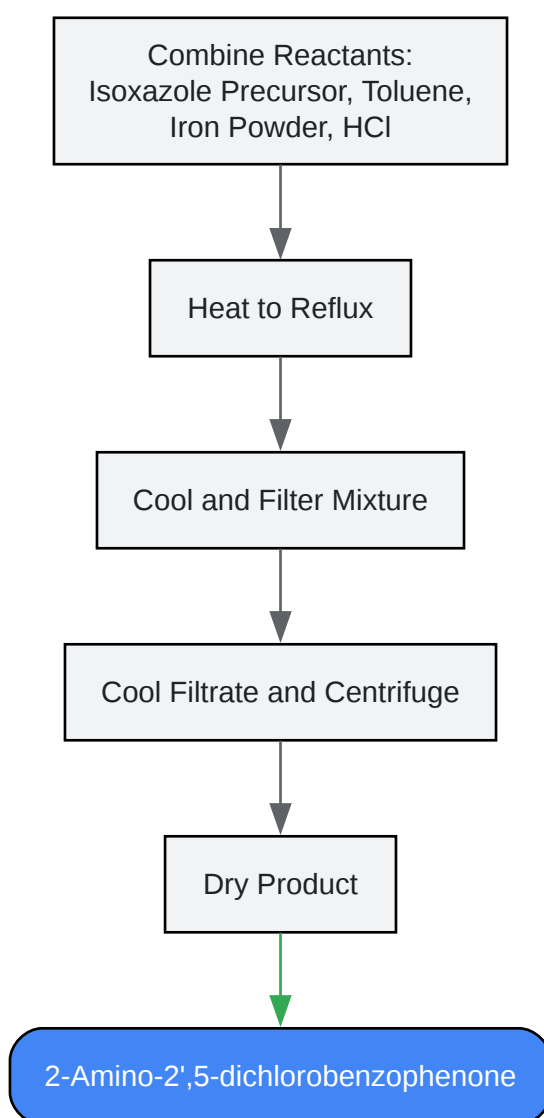 Combine Reactants:
Isoxazole Precursor, Toluene,
Iron Powder, HCl
Heat to Reflux
Cool and Filter Mixture
Cool Filtrate and Centrifuge
Dry Product
2-Amino-2',5-dichlorobenzophenone